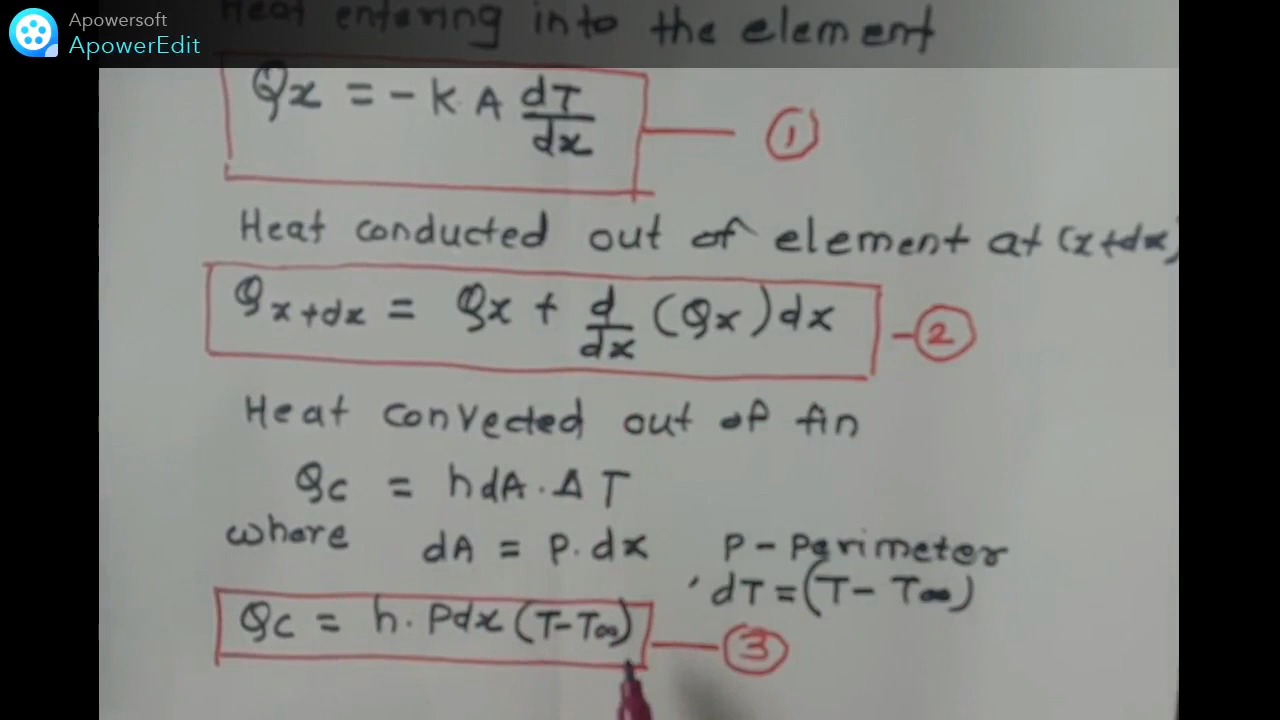 Apowersoft
ApowerEdit
Heat entering into the element
Qx = - K A dT/dx
1
Heat conducted out of element at (x+dx)
Qx+dx = Qx + d/dx (Qx) dx
2
Heat convected out of fin
Qc = hdA . Δ T
where dA = P. dx P - Perimeter
dT = (T - T∞)
Qc = h. Pdx (T-T∞)
3